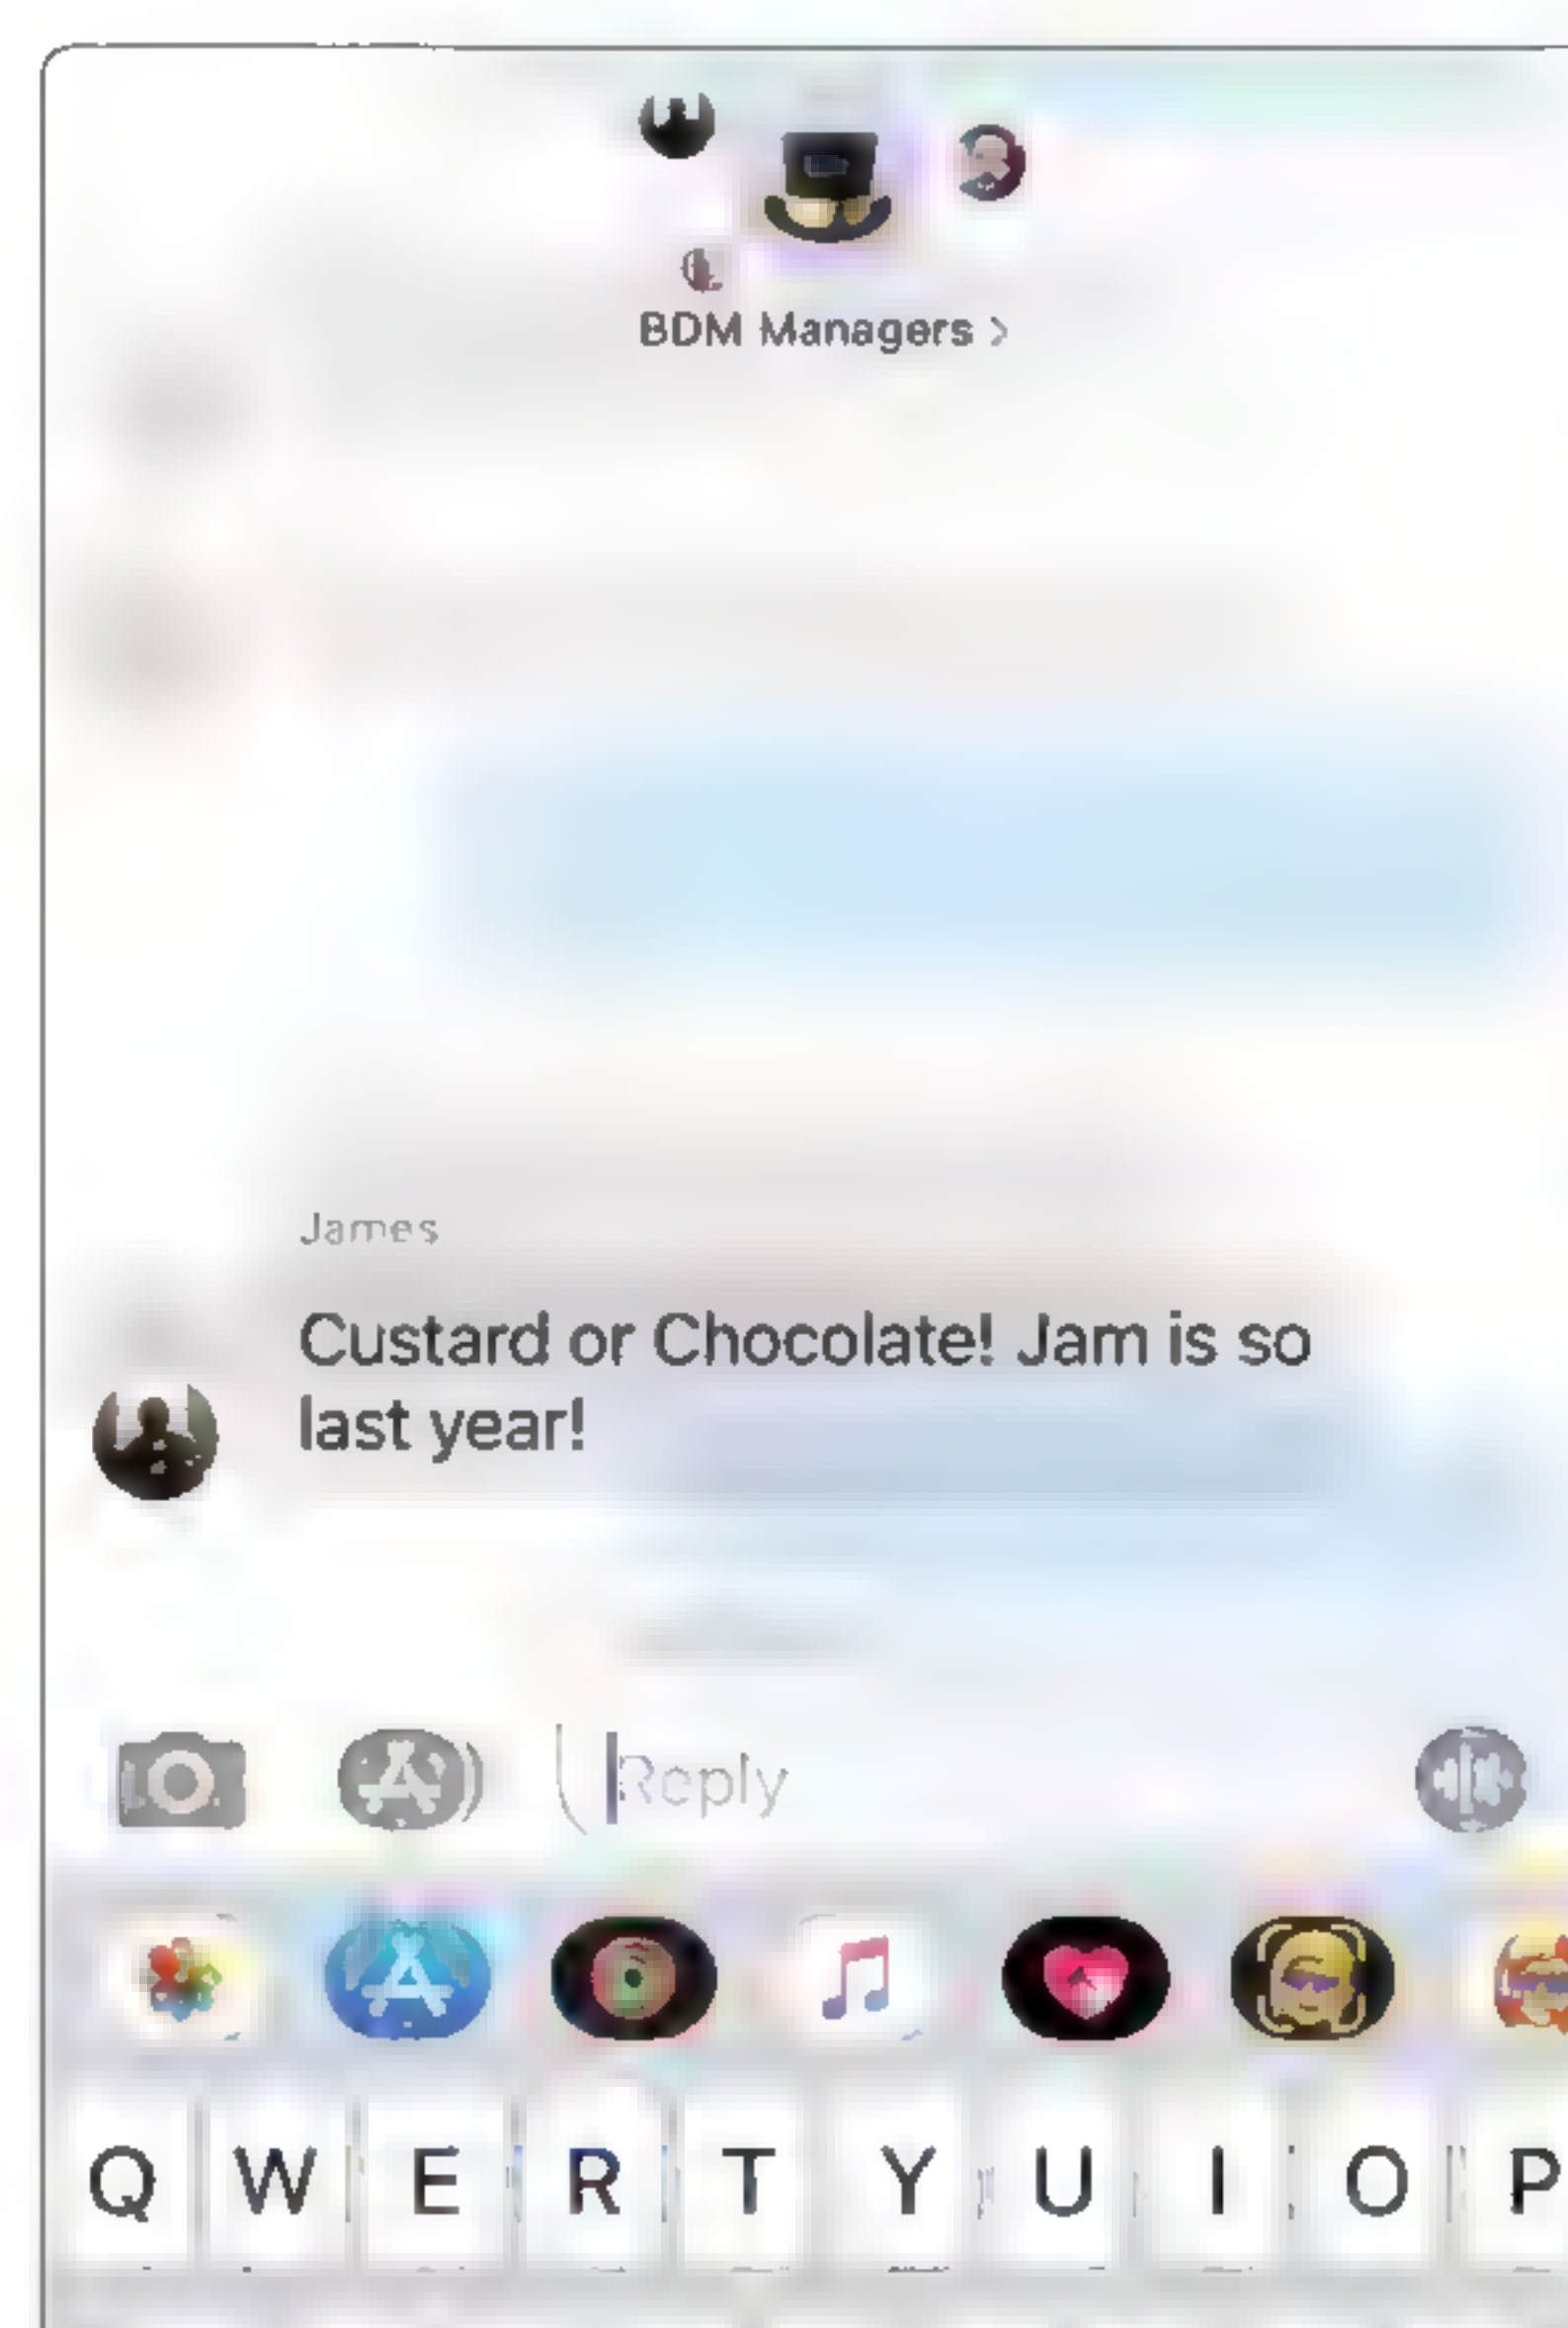 BDM Managers >
James
Custard or Chocolate! Jam is so
last year!
Reply
Q W E R T Y U I O P